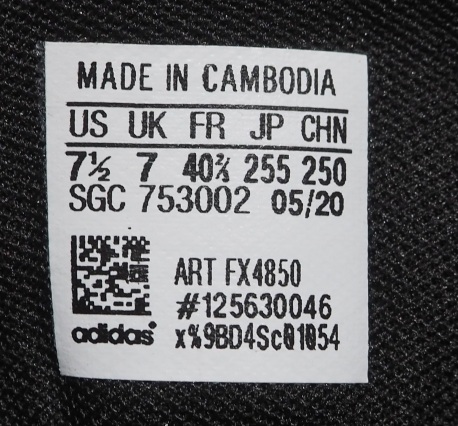 MADE IN CAMBODIA
US UK FR JP CHN
7½ 7 40⅔ 255 250
SGC 753002 05/20
ART FX4850
#125630046
adidas® x%9BD4Sc01054